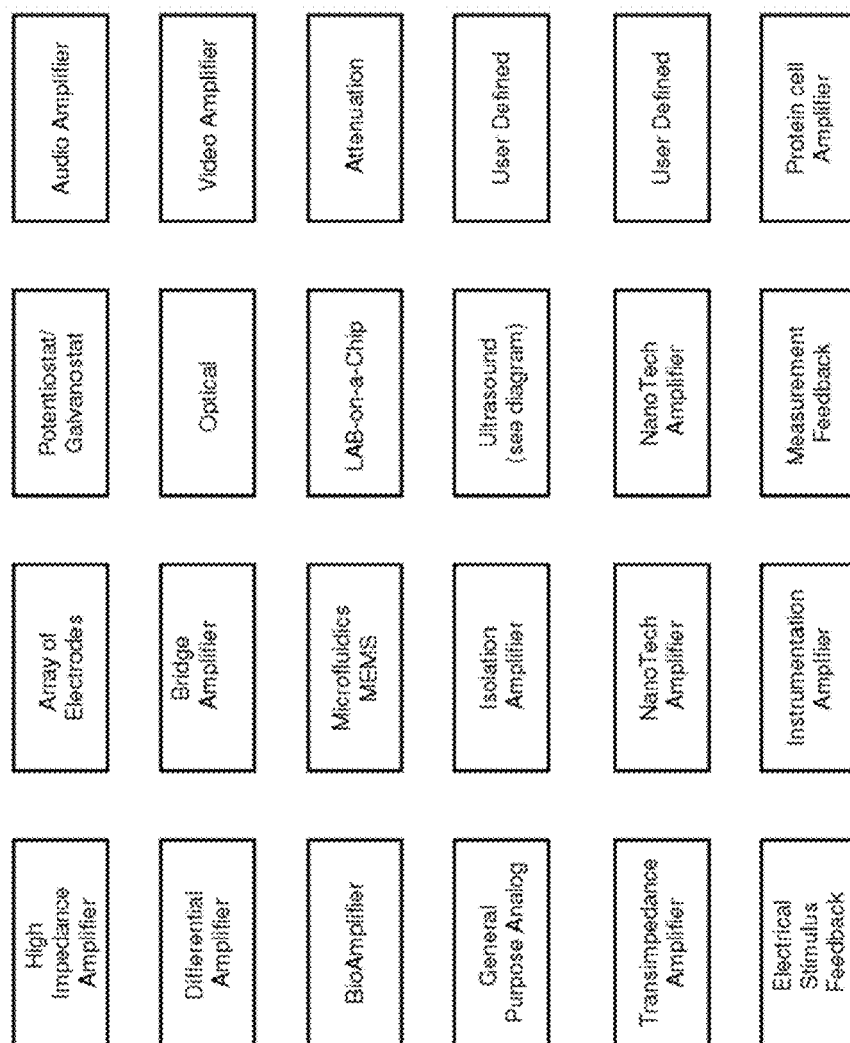 High
Impedance
Amplifier
Array of
Electrodes
Potentiostat/
Galvanostat
Audio Amplifier
Differential
Amplifier
Bridge
Amplifier
Optical
Video Amplifier
BioAmplifier
Microfuidics
MEMS
LAB-on-a-Chip
Attenuation
General
Purpose Analog
Isolation
Amplifier
Ultrasound
(see diagram)
User Defined
Transimpedance
Amplifier
NanoTech
Amplifier
NanoTech
Amplifier
User Defined
Electrical
Stimulus
Feedback
Instrumentation
Amplfier
Measurement
Feedback
Protein cell
Amplifier